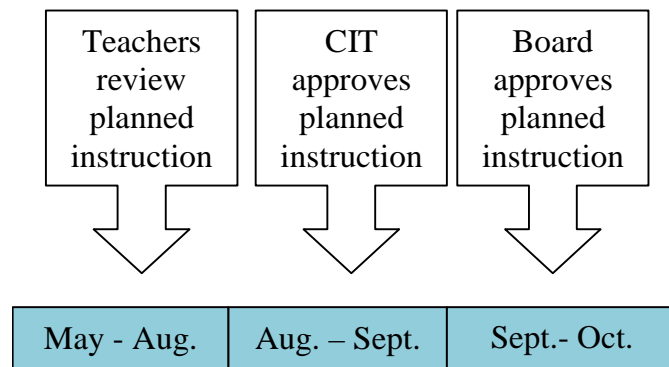 Teachers
review
planned
instruction
CIT
approves
planned
instruction
Board
approves
planned
instruction
May - Aug.
Aug. – Sept.
Sept.- Oct.